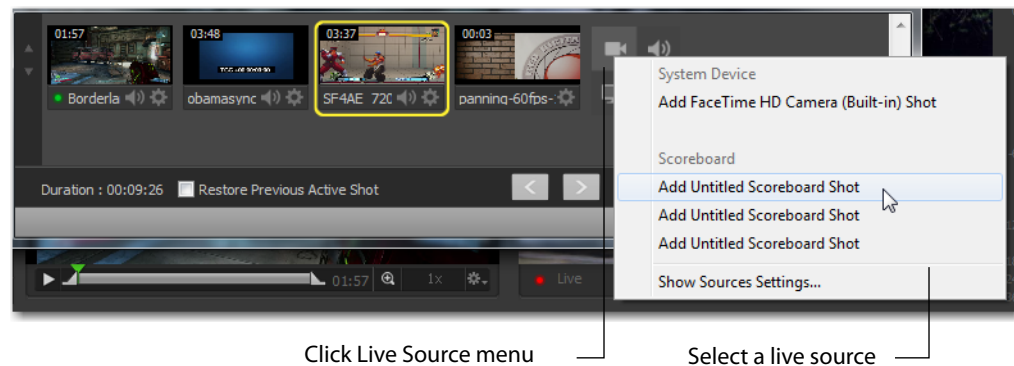 01:57
03:48
03:37
00:03
Borderla
obamasync
SF4AE 720
panning-60fps-
System Device
Add FaceTime HD Camera (Built-in) Shot
Scoreboard
Add Untitled Scoreboard Shot
Add Untitled Scoreboard Shot
Add Untitled Scoreboard Shot
Show Sources Settings...
Duration : 00:09:26
Restore Previous Active Shot
01:57
1x
Live
Click Live Source menu
Select a live source